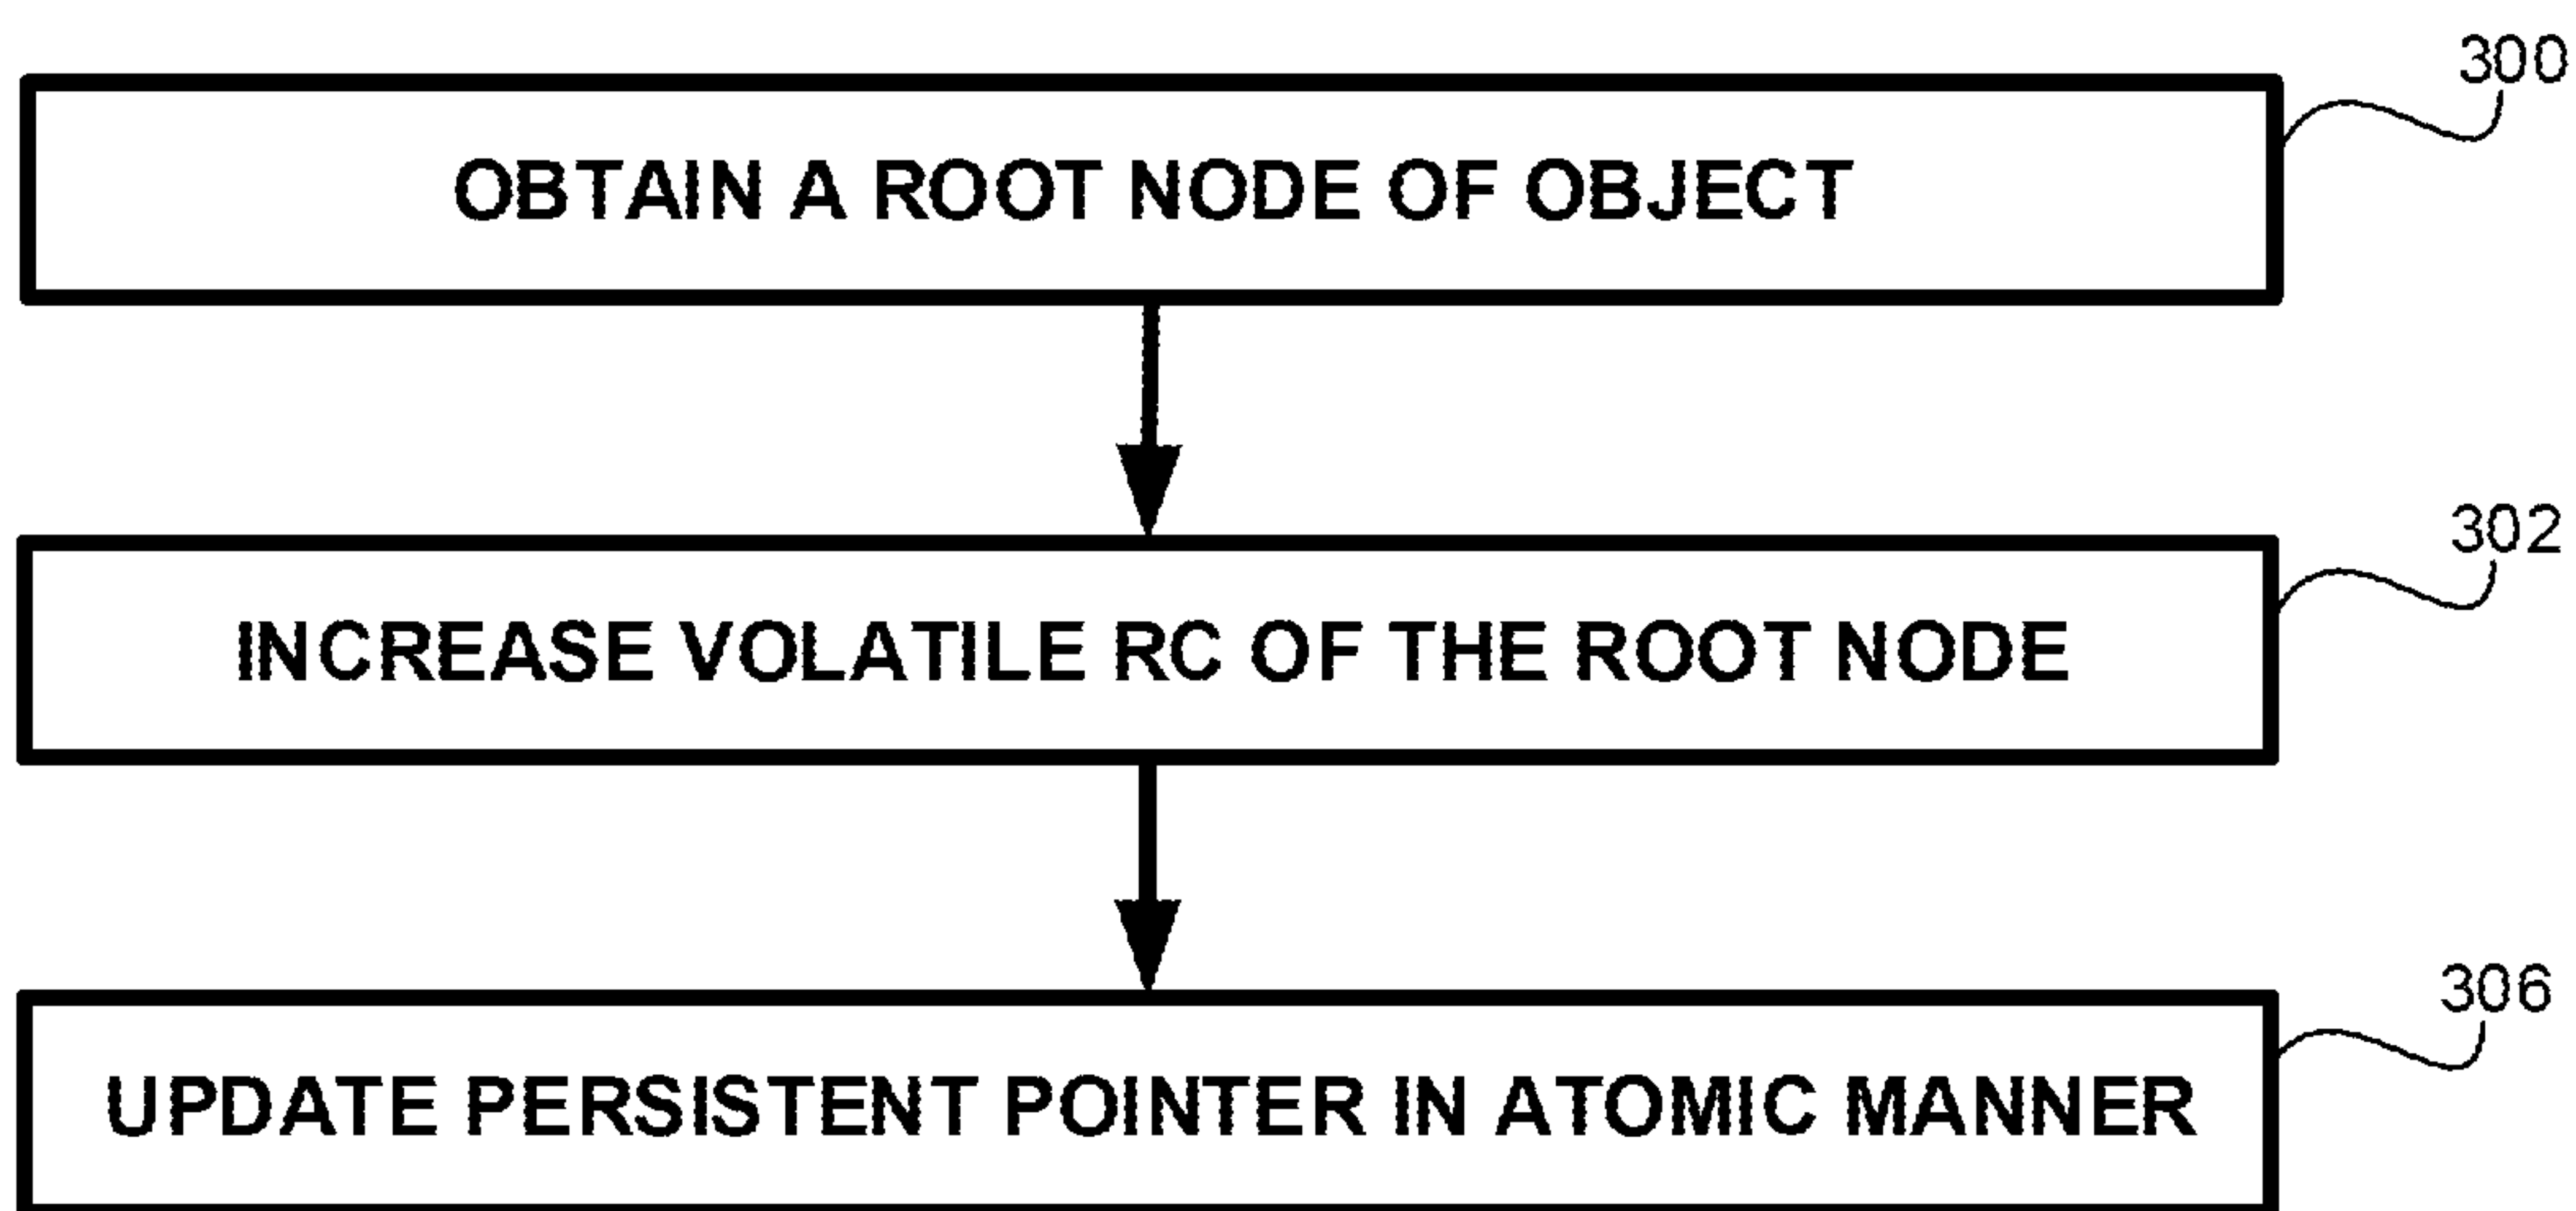 300
OBTAIN A ROOT NODE OF OBJECT
302
INCREASE VOLATILE RC OF THE ROOT NODE
306
UPDATE PERSISTENT POINTER IN ATOMIC MANNER